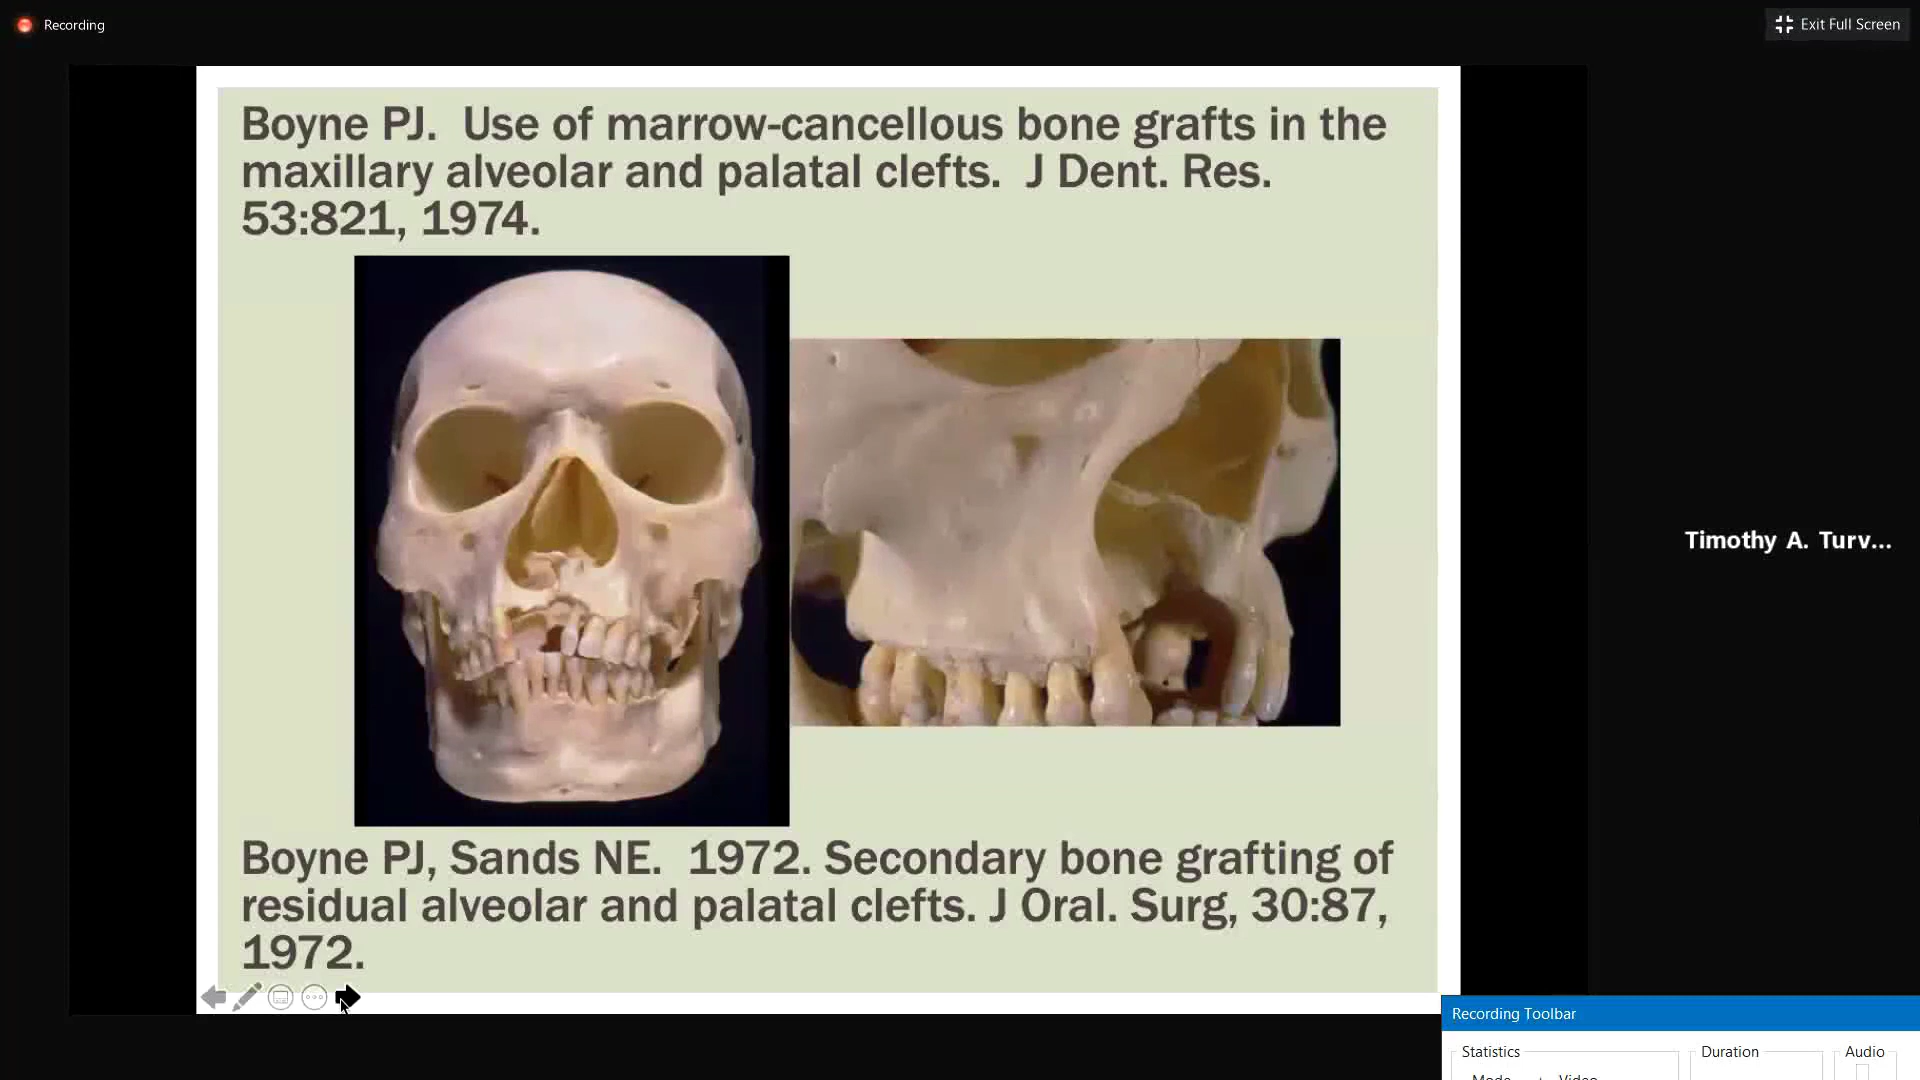 Recording
Exit Full Screen
Boyne PJ. Use of marrow-cancellous bone grafts in the
maxillary alveolar and palatal clefts. J Dent. Res.
53:821, 1974.
Timothy A. Turv...
Boyne PJ, Sands NE. 1972. Secondary bone grafting of
residual alveolar and palatal clefts. J Oral. Surg, 30:87,
1972.
Recording Toolbar
Statistics
Duration
Audio
Mode
Video